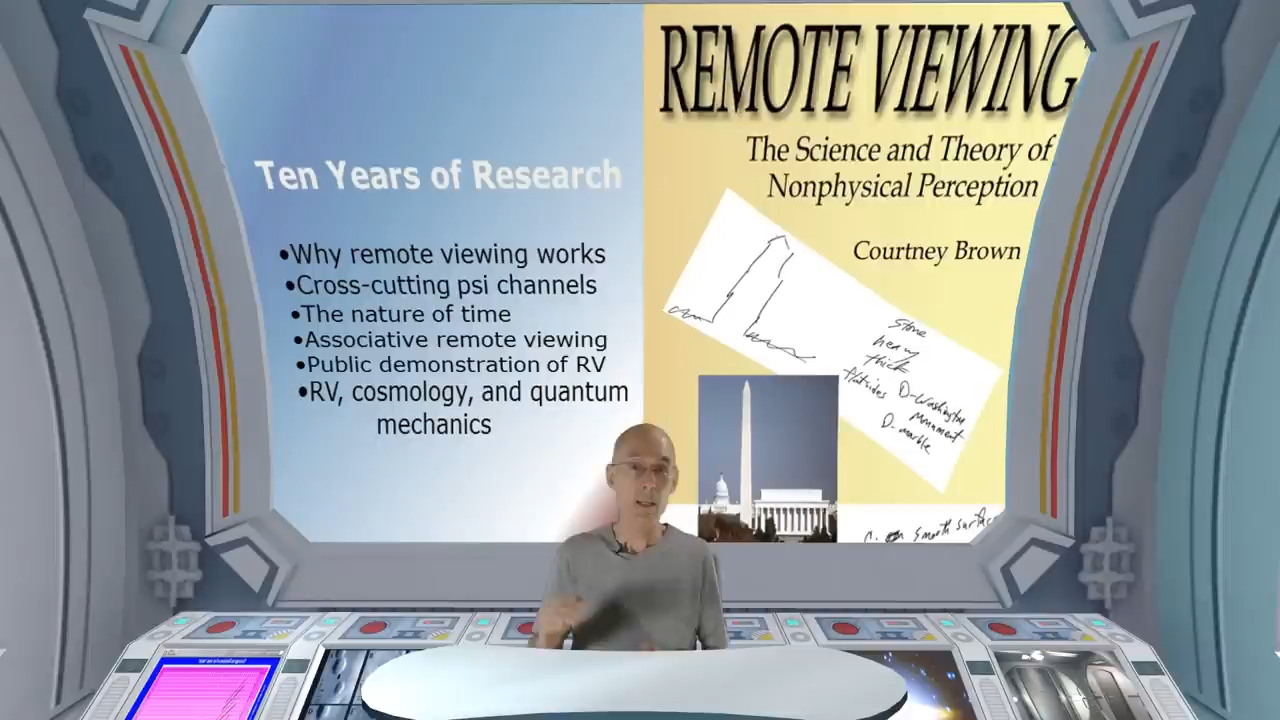 Ten Years of Research
•Why remote viewing works
•Cross-cutting psi channels
•The nature of time
•Associative remote viewing
•Public demonstration of RV
•RV, cosmology, and quantum
mechanics
REMOTE VIEWING
The Science and Theory of
Nonphysical Perception
Courtney Brown
Stone
heavy
thick
flatsides
D-Washington
Monument
D-marble
smooth surface